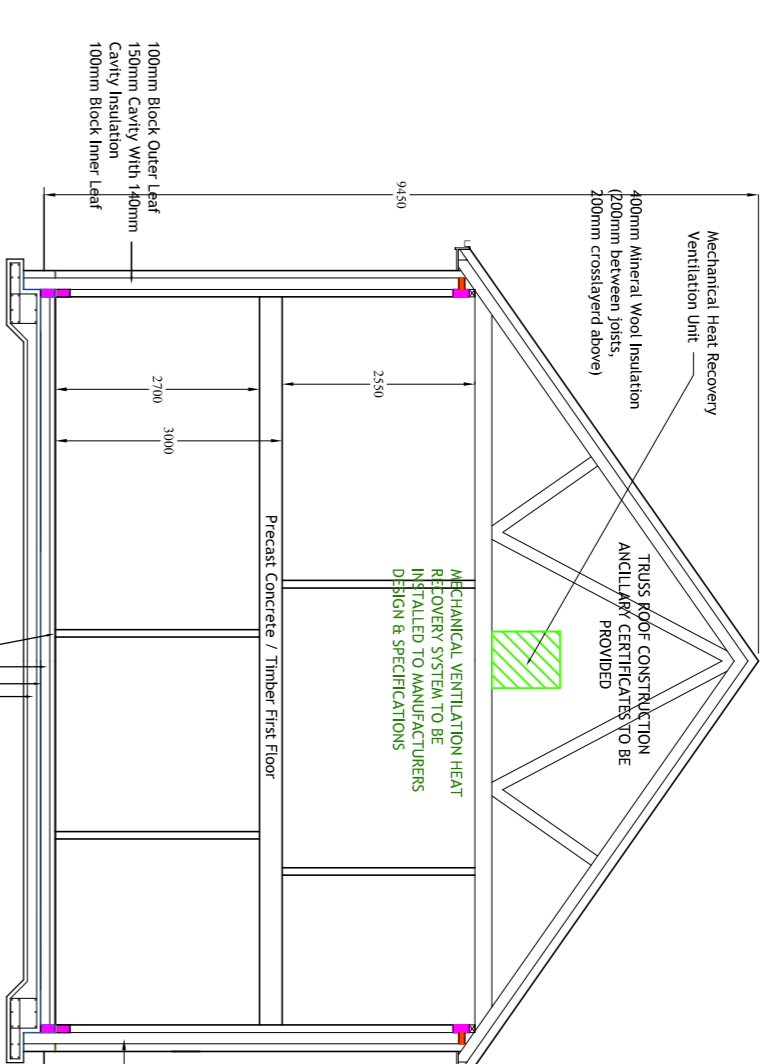 Mechanical Heat Recovery
Ventilation Unit
400mm Mineral Wool Insulation
(200mm between joists,
200mm crosslayerd above)
TRUSS ROOF CONSTRUCTION
ANCILLARY CERTIFICATES TO BE
PROVIDED
9450
2550
MECHANICAL VENTILATION HEAT
RECOVERY SYSTEM TO BE
INSTALLED TO MANUFACTURERS
DESIGN & SPECIFICATIONS
Precast Concrete / Timber First Floor
3000
2700
100mm Block Outer Leaf
150mm Cavity With 140mm
Cavity Insulation
100mm Block Inner Leaf